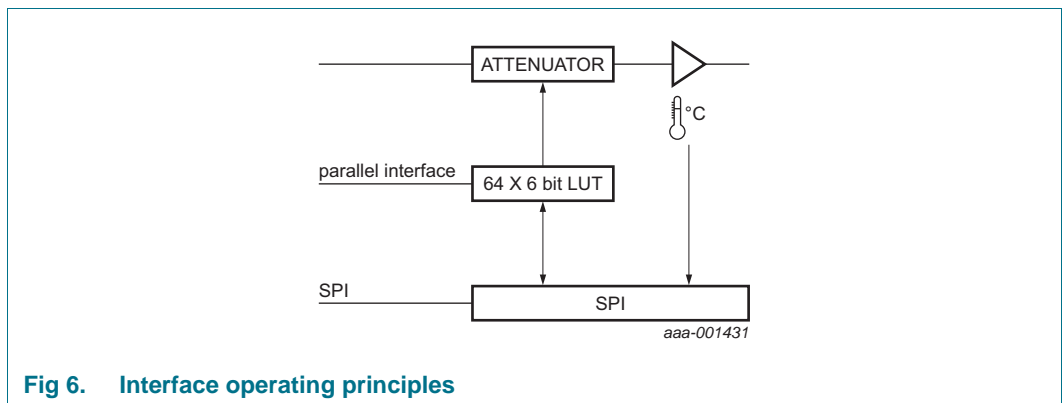 ATTENUATOR
°C
parallel interface
64 X 6 bit LUT
SPI
SPI
aaa-001431
Fig 6. Interface operating principles